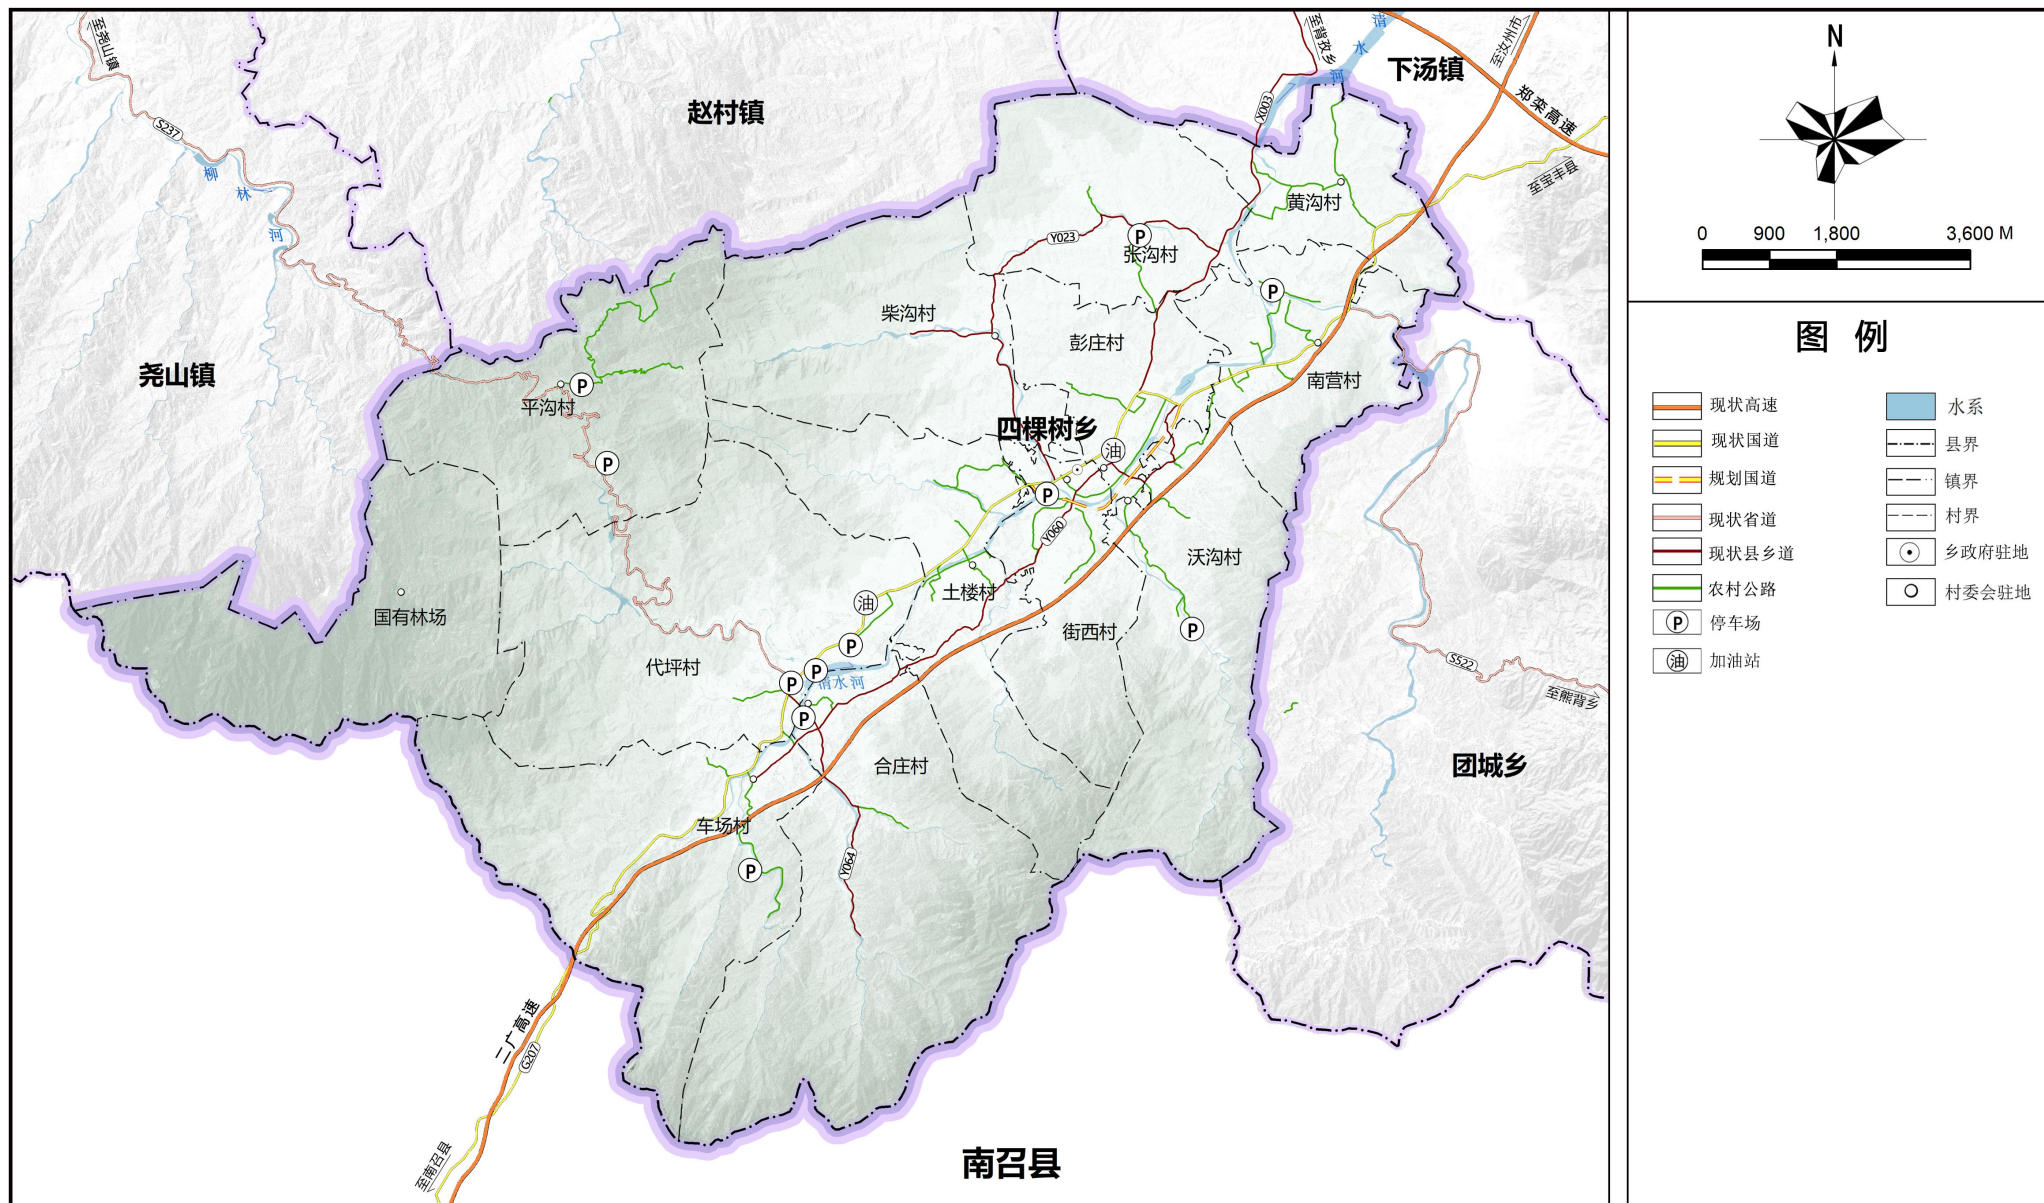 至尧山镇
S237
柳林河
赵村镇
至背孜乡
清水河
下汤镇
至汝州市
郑栾高速
X003
至宝丰县
黄沟村
Y023
P
张沟村
P
柴沟村
彭庄村
尧山镇
P
平沟村
南营村
四棵树乡
油
P
P
Y060
沃沟村
国有林场
油
土楼村
P
街西村
P
代坪村
P
P
清水河
P
S522
至熊背乡
合庄村
团城乡
车场村
P
Y064
二广高速
G207
至南召县
南召县
N
0 900 1,800 3,600 M
图 例
现状高速
现状国道
规划国道
现状省道
现状县乡道
农村公路
P 停车场
油 加油站
水系
县界
镇界
村界
乡政府驻地
村委会驻地